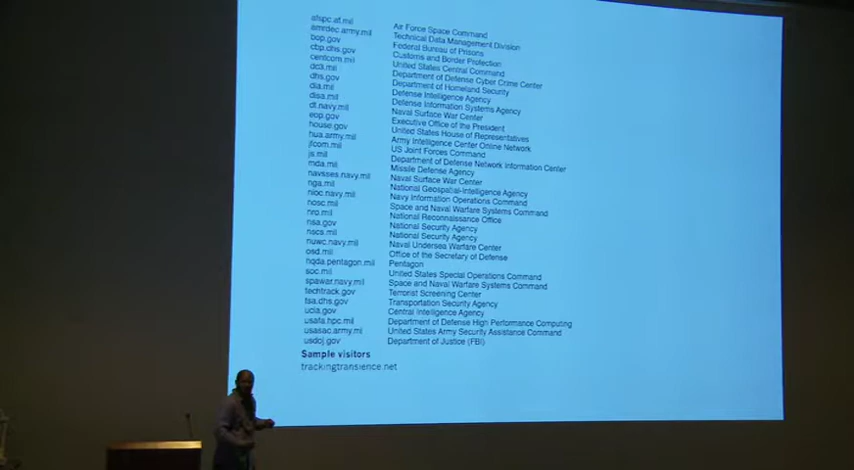 afspc.af.mil Air Force Space Command
amrdec.army.mil Technical Data Management Division
bop.gov Federal Bureau of Prisons
cbp.dhs.gov Customs and Border Protection
centcom.mil United States Central Command
dc3.mil Department of Defense Cyber Crime Center
dhs.gov Department of Homeland Security
dia.mil Defense Intelligence Agency
disa.mil Defense Information Systems Agency
dt.navy.mil Naval Surface War Center
eop.gov Executive Office of the President
house.gov United States House of Representatives
hua.army.mil Army Intelligence Center Online Network
jfcom.mil US Joint Forces Command
js.mil Department of Defense Network Information Center
mda.mil Missile Defense Agency
navsses.navy.mil Naval Surface War Center
nga.mil National Geospatial-Intelligence Agency
nioc.navy.mil Navy Information Operations Command
nosc.mil Space and Naval Warfare Systems Command
nro.mil National Reconnaissance Office
nsa.gov National Security Agency
nsca.mil National Security Agency
nuwc.navy.mil Naval Undersea Warfare Center
osd.mil Office of the Secretary of Defense
hqda.pentagon.mil Pentagon
soc.mil United States Special Operations Command
spawar.navy.mil Space and Naval Warfare Systems Command
techtrack.gov Terrorist Screening Center
tsa.dhs.gov Transportation Security Agency
ucia.gov Central Intelligence Agency
usafa.hpc.mil Department of Defense High Performance Computing
usasac.army.mil United States Army Security Assistance Command
usdoj.gov Department of Justice (FBI)
Sample visitors
trackingtransience.net